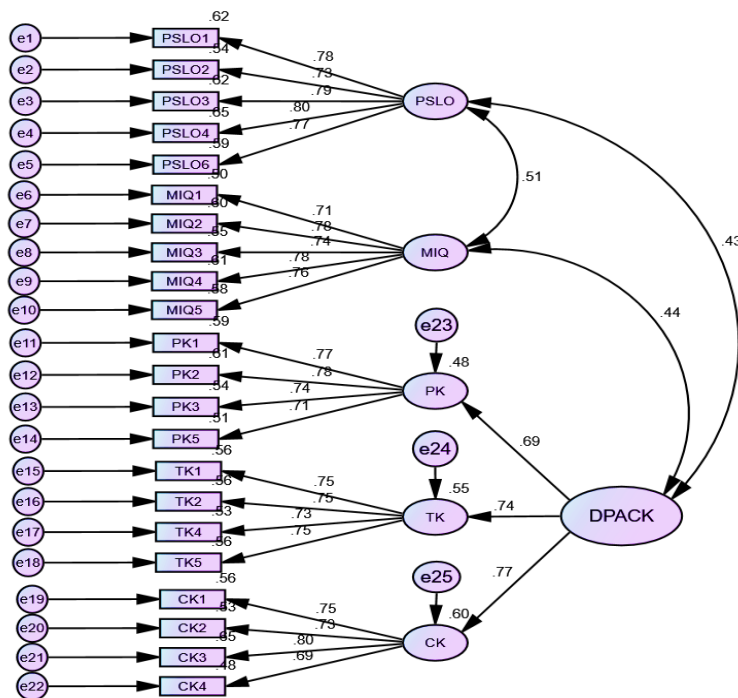 .62
e1 PSLO1
.54 .78
e2 PSLO2 .73
.62 .79
e3 PSLO3 PSLO
.65 .80
e4 PSLO4 .77
.59
e5 PSLO6 .51
.50
e6 MIQ1
.60 .71
e7 MIQ2 .78 .43
.55 .74
e8 MIQ3 MIQ
.61 .78
e9 MIQ4 .76
.58
e10 MIQ5 .44
.59 e23
e11 PK1
.61 .77 .48
e12 PK2 .78
.54 .74 PK
e13 PK3 .71
.51
e14 PK5 .69
.56 e24
e15 TK1
.56 .75 .55
e16 TK2 .75
.53 .73 TK .74 DPACK
e17 TK4 .75
.56
e18 TK5
.56 e25 .77
e19 CK1
.53 .75 .60
e20 CK2 .73
.65 .80 CK
e21 CK3 .69
.48
e22 CK4